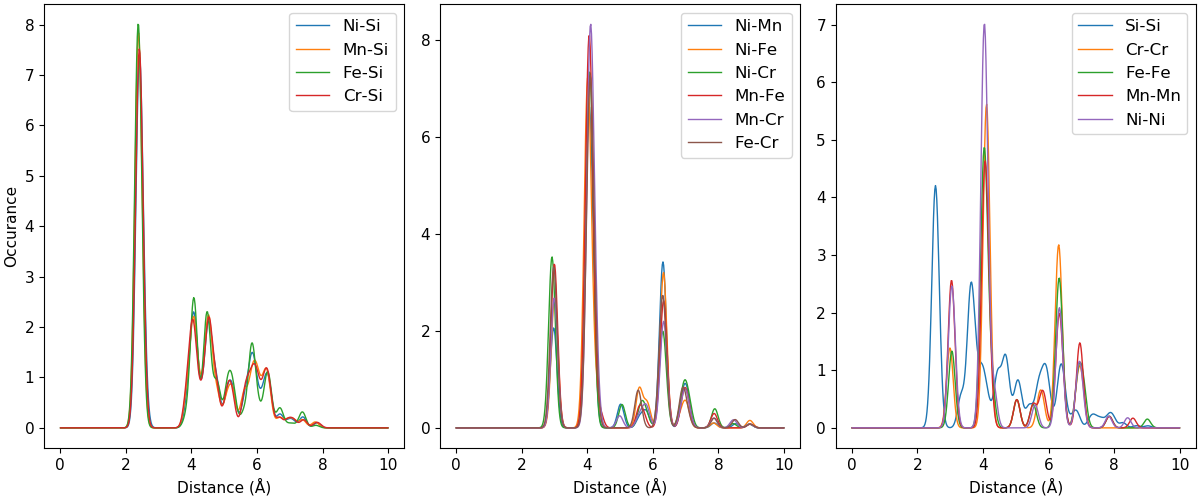 Occurance
8
7
6
5
4
3
2
1
0
0 2 4 6 8 10
Distance (Å)
Ni-Si
Mn-Si
Fe-Si
Cr-Si
8
6
4
2
0
0 2 4 6 8 10
Distance (Å)
Ni-Mn
Ni-Fe
Ni-Cr
Mn-Fe
Mn-Cr
Fe-Cr
7
6
5
4
3
2
1
0
0 2 4 6 8 10
Distance (Å)
Si-Si
Cr-Cr
Fe-Fe
Mn-Mn
Ni-Ni